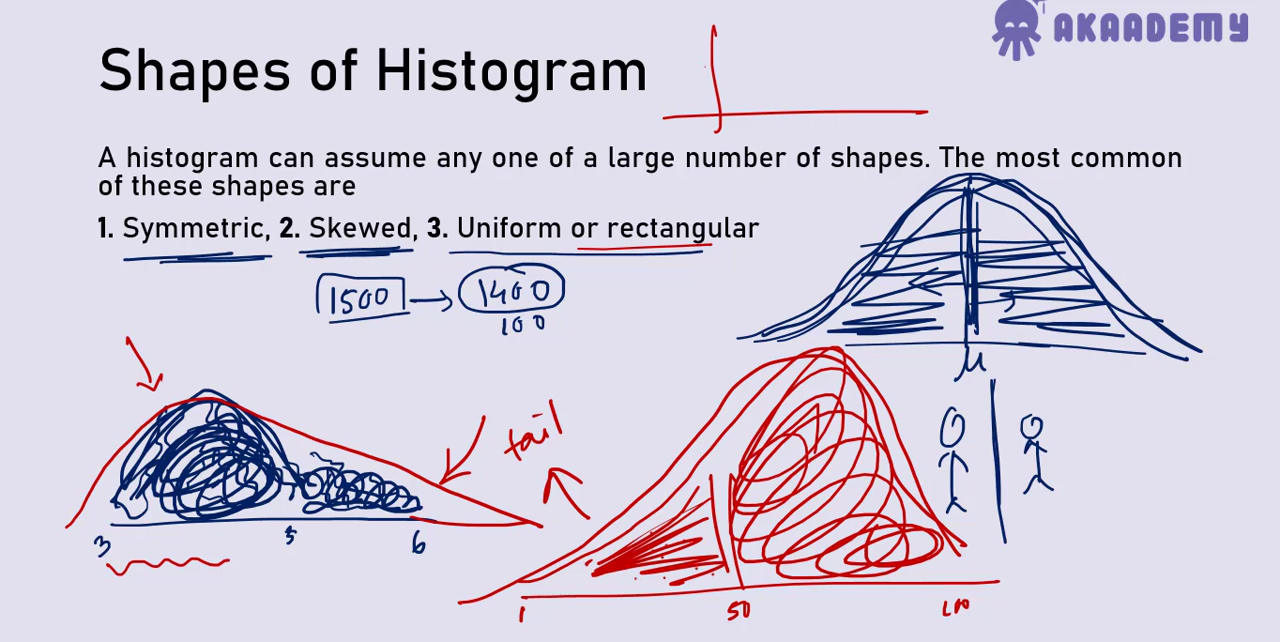 AKAADEMY
Shapes of Histogram
A histogram can assume any one of a large number of shapes. The most common
of these shapes are
1. Symmetric, 2. Skewed, 3. Uniform or rectangular
1500 → 1400
100
μ
tail
3 5 6
1 50 100